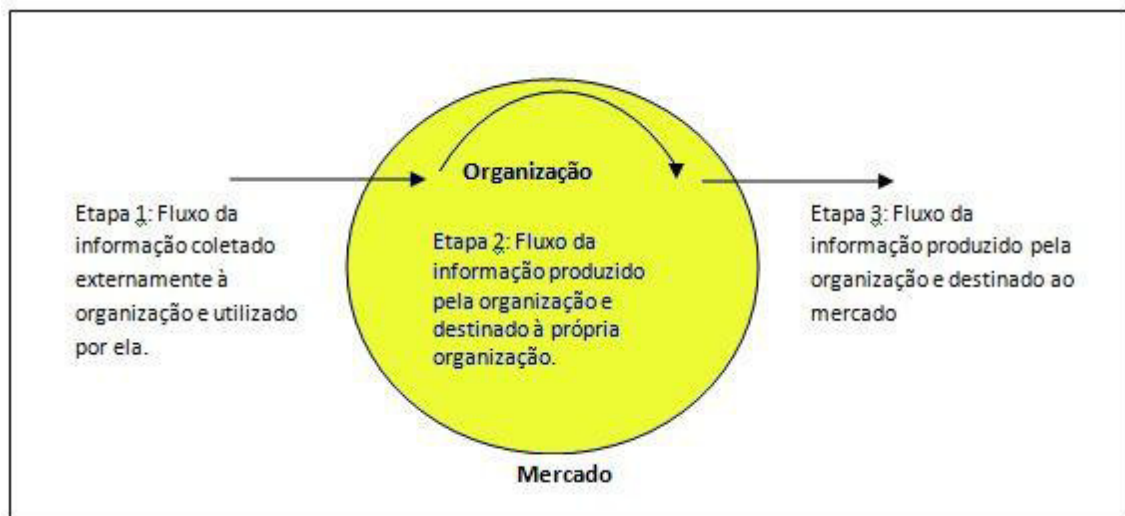 Organização
Etapa 1: Fluxo da
informação coletado
externamente à
organização e utilizado
por ela.
Etapa 2: Fluxo da
informação produzido
pela organização e
destinado à própria
organização.
Etapa 3: Fluxo da
informação produzido pela
organização e destinado ao
mercado
Mercado